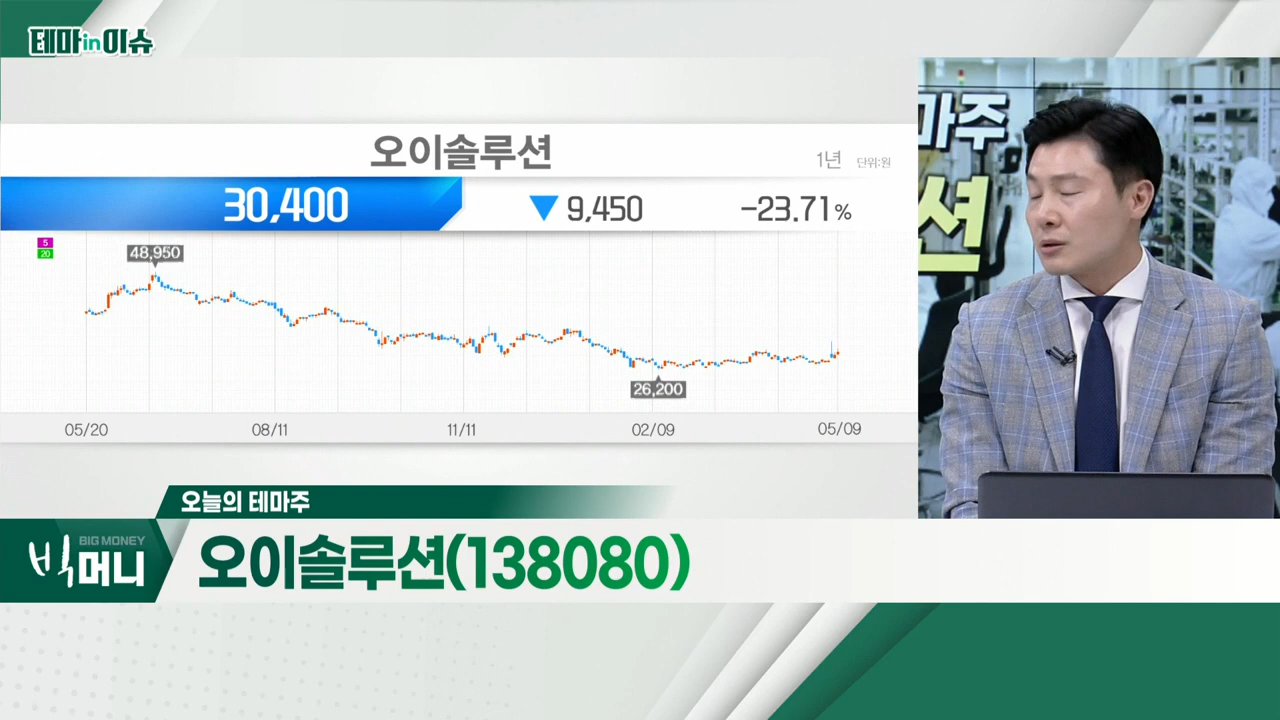 테마in이슈
마주
션
오이솔루션
1년 단위:원
30,400 ▼ 9,450 -23.71%
5
20
48,950
26,200
05/20 08/11 11/11 02/09 05/09
오늘의 테마주
BIG MONEY
빅머니
오이솔루션(138080)